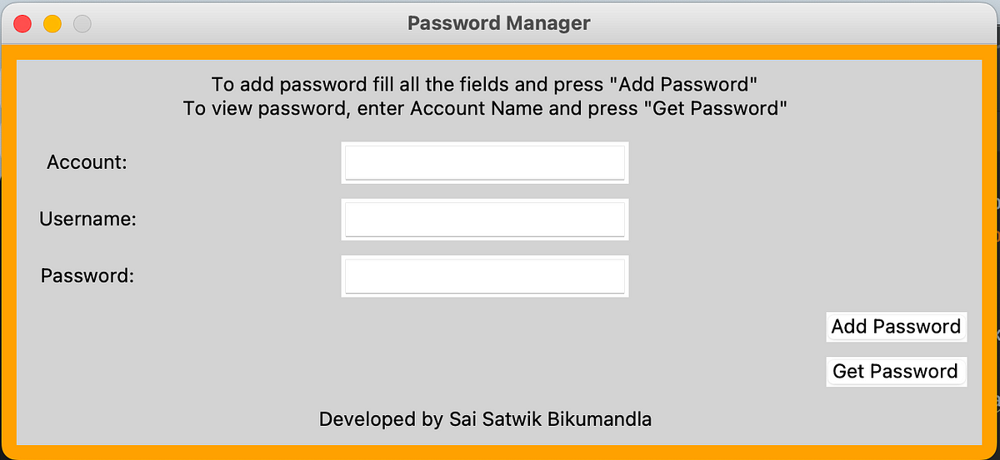 Password Manager
To add password fill all the fields and press "Add Password"
To view password, enter Account Name and press "Get Password"
Account:
Username:
Password:
Add Password
Get Password
Developed by Sai Satwik Bikumandla